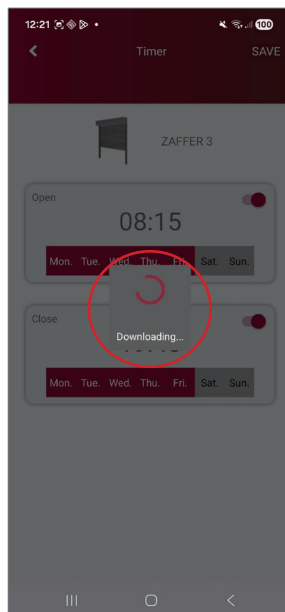 12:21
100
Timer
SAVE
ZAFFER 3
Open
08:15
Mon. Tue. Wed. Thu. Fri. Sat. Sun.
Downloading...
Close
Mon. Tue. Wed. Thu. Fri. Sat. Sun.